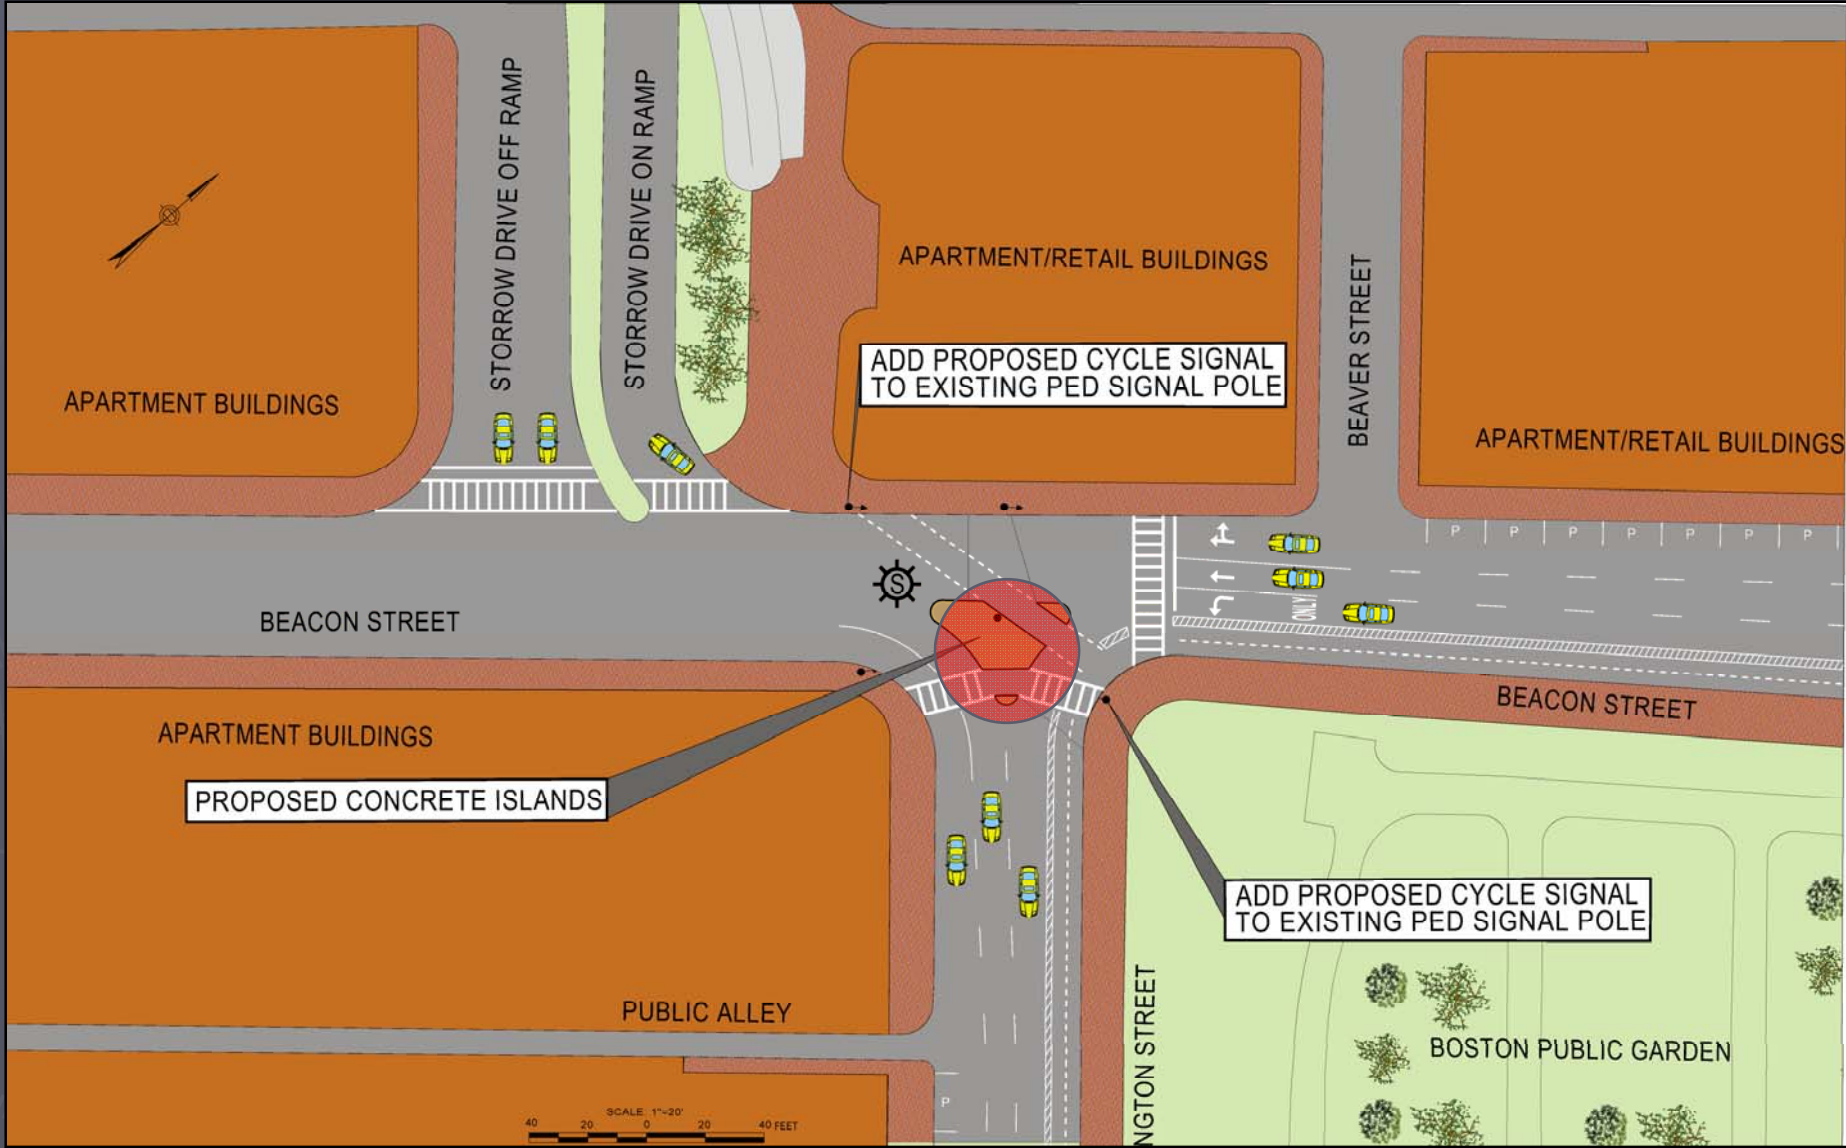 STORROW DRIVE OFF RAMP
STORROW DRIVE ON RAMP
APARTMENT/RETAIL BUILDINGS
BEAVER STREET
ADD PROPOSED CYCLE SIGNAL
TO EXISTING PED SIGNAL POLE
APARTMENT BUILDINGS
APARTMENT/RETAIL BUILDINGS
P P P P P P P
S
ONLY
BEACON STREET
BEACON STREET
APARTMENT BUILDINGS
PROPOSED CONCRETE ISLANDS
ADD PROPOSED CYCLE SIGNAL
TO EXISTING PED SIGNAL POLE
PUBLIC ALLEY
NGTON STREET
BOSTON PUBLIC GARDEN
P
SCALE: 1"=20'
40 20 0 20 40 FEET